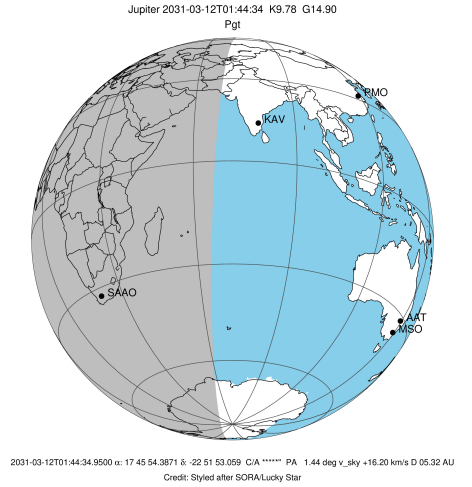 Jupiter 2031-03-12T01:44:34 K9.78 G14.90
Pgt
PMO
KAV
SAAO
AAT
MSO
2031-03-12T01:44:34.9500 α: 17 45 54.3871 δ: -22 51 53.059 C/A *****" PA 1.44 deg v_sky +16.20 km/s D 05.32 AU
Credit: Styled after SORA/Lucky Star